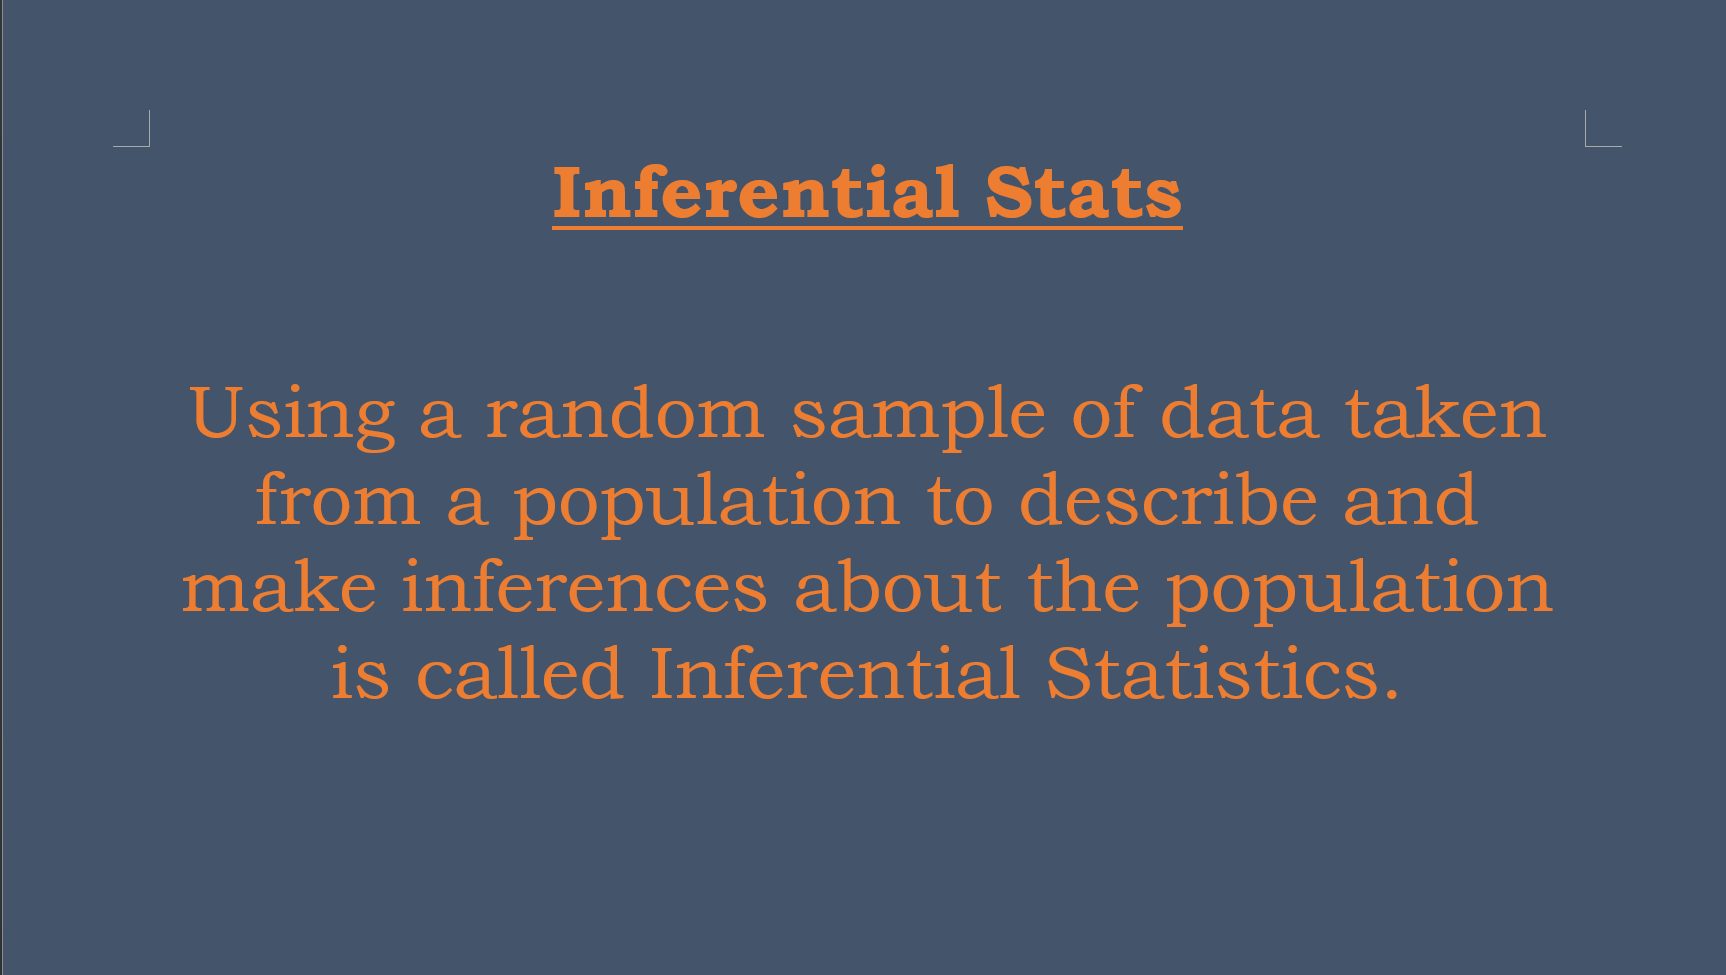 Inferential Stats
Using a random sample of data taken
from a population to describe and
make inferences about the population
is called Inferential Statistics.